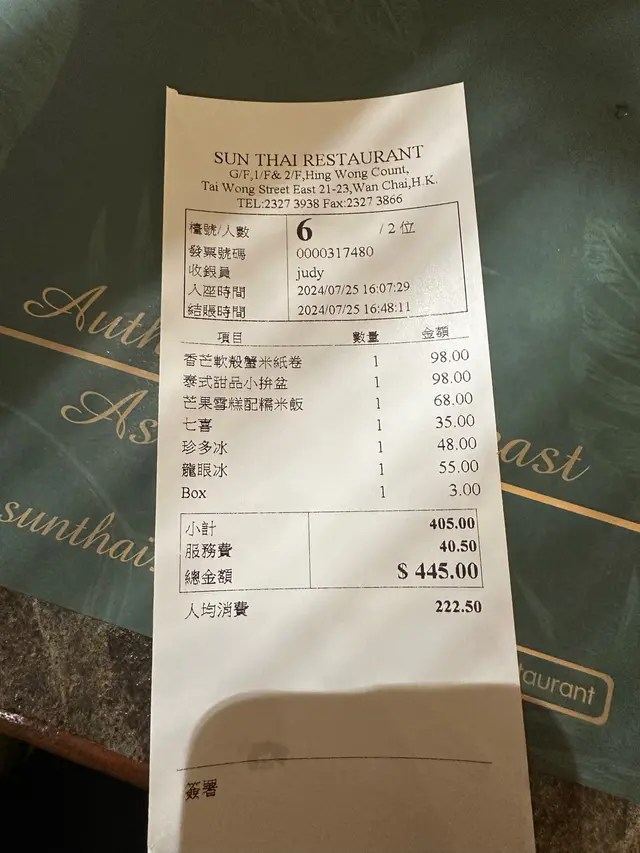 SUN THAI RESTAURANT
G/F,1/F& 2/F,Hing Wong Count,
Tai Wong Street East 21-23,Wan Chai,H.K.
TEL:2327 3938 Fax:2327 3866
檯號/人數 6 / 2 位
發票號碼 0000317480
收銀員 judy
入座時間 2024/07/25 16:07:29
結賬時間 2024/07/25 16:48:11
項目 數量 金額
香芒軟殼蟹米紙卷 1 98.00
泰式甜品小拼盆 1 98.00
芒果雪糕配糯米飯 1 68.00
七喜 1 35.00
珍多冰 1 48.00
龍眼冰 1 55.00
Box 1 3.00
小計 405.00
服務費 40.50
總金額 $ 445.00
人均消費 222.50
簽署
Auth
As
east
sunthai
taurant